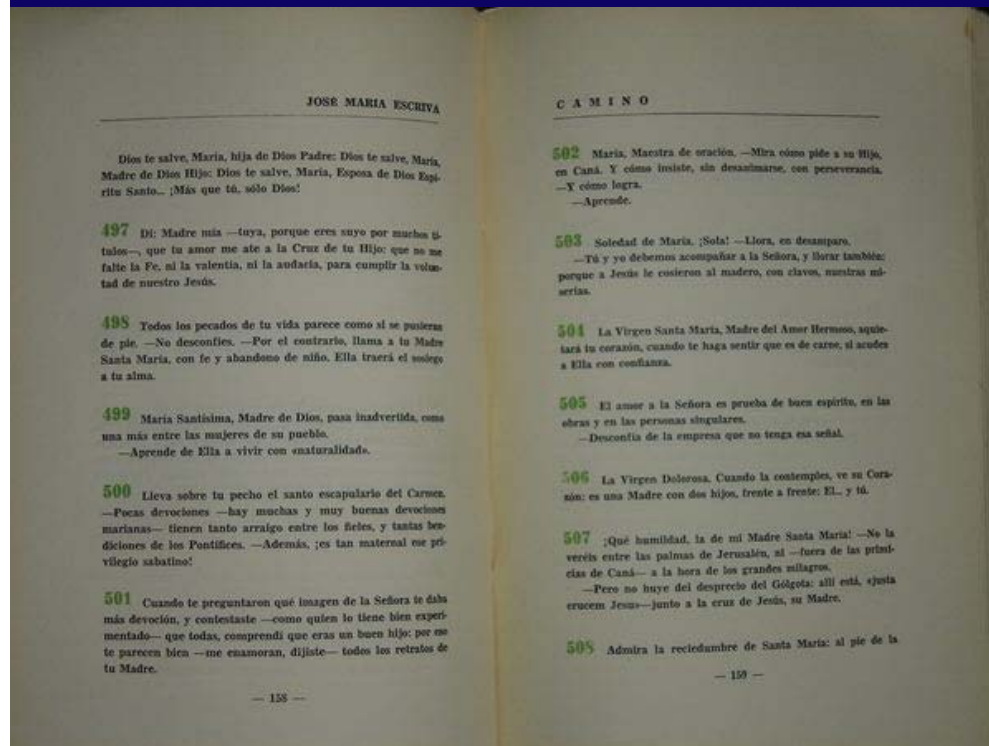 JOSE MARIA ESCRIVA
Dios te salve, María, hija de Dios Padre: Dios te salve, María,
Madre de Dios Hijo: Dios te salve, María, Esposa de Dios Espí-
ritu Santo... ¡Más que tú, sólo Dios!
497 Di: Madre mía —tuya, porque eres suyo por muchos tí-
tulos—, que tu amor me ate a la Cruz de tu Hijo: que no me
falte la Fe, ni la valentía, ni la audacia, para cumplir la volun-
tad de nuestro Jesús.
498 Todos los pecados de tu vida parece como si se pusieran
de pie. —No desconfíes. —Por el contrario, llama a tu Madre
Santa María, con fe y abandono de niño. Ella traerá el sosiego
a tu alma.
499 María Santísima, Madre de Dios, pasa inadvertida, como
una más entre las mujeres de su pueblo.
—Aprende de Ella a vivir con «naturalidad».
500 Lleva sobre tu pecho el santo escapulario del Carmen.
—Pocas devociones —hay muchas y muy buenas devociones
marianas— tienen tanto arraigo entre los fieles, y tantas ben-
diciones de los Pontífices. —Además, ¡es tan maternal ese pri-
vilegio sabatino!
501 Cuando te preguntaron qué imagen de la Señora te daba
más devoción, y contestaste —como quien lo tiene bien experi-
mentado— que todas, comprendí que eras un buen hijo: por eso
te parecen bien —me enamoran, dijiste— todos los retratos de
tu Madre.
— 158 —
CAMINO
502 María, Maestra de oración. —Mira cómo pide a su Hijo,
en Caná. Y cómo insiste, sin desanimarse, con perseverancia.
—Y cómo logra.
—Aprende.
503 Soledad de María. ¡Sola! —Llora, en desamparo.
—Tú y yo debemos acompañar a la Señora, y llorar también:
porque a Jesús le cosieron al madero, con clavos, nuestras mi-
serias.
504 La Virgen Santa María, Madre del Amor Hermoso, aquie-
tará tu corazón, cuando te haga sentir que es de carne, si acudes
a Ella con confianza.
505 El amor a la Señora es prueba de buen espíritu, en las
obras y en las personas singulares.
—Desconfía de la empresa que no tenga esa señal.
506 La Virgen Dolorosa. Cuando la contemples, ve su Cora-
zón: es una Madre con dos hijos, frente a frente: El... y tú.
507 ¡Qué humildad, la de mi Madre Santa María! —No la
veréis entre las palmas de Jerusalén, ni —fuera de las primi-
cias de Caná— a la hora de los grandes milagros.
—Pero no huye del desprecio del Gólgota: allí está, «juxta
crucem Jesu»—junto a la cruz de Jesús, su Madre.
508 Admira la reciedumbre de Santa María: al pie de la
— 159 —